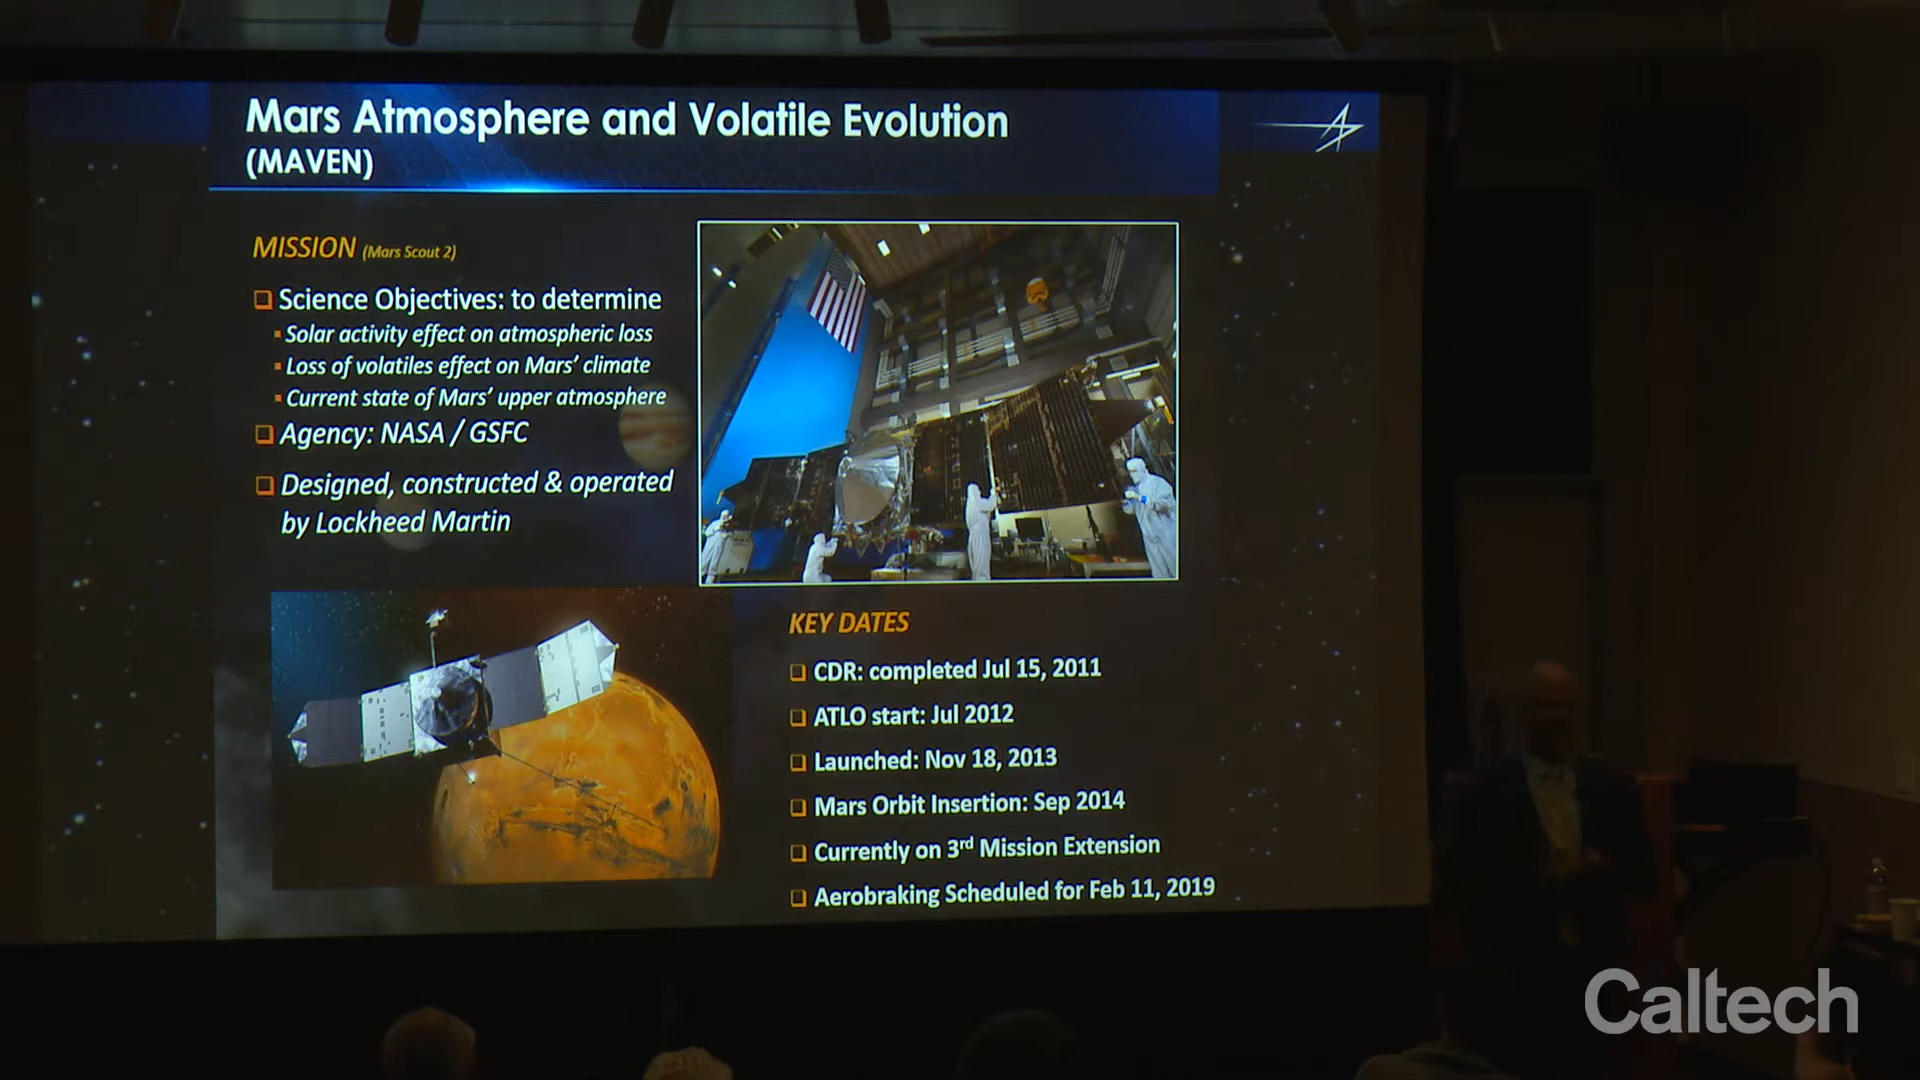 Mars Atmosphere and Volatile Evolution
(MAVEN)
MISSION (Mars Scout 2)
Science Objectives: to determine
Solar activity effect on atmospheric loss
Loss of volatiles effect on Mars' climate
Current state of Mars' upper atmosphere
Agency: NASA / GSFC
Designed, constructed & operated
by Lockheed Martin
KEY DATES
CDR: completed Jul 15, 2011
ATLO start: Jul 2012
Launched: Nov 18, 2013
Mars Orbit Insertion: Sep 2014
Currently on 3rd Mission Extension
Aerobraking Scheduled for Feb 11, 2019
Caltech